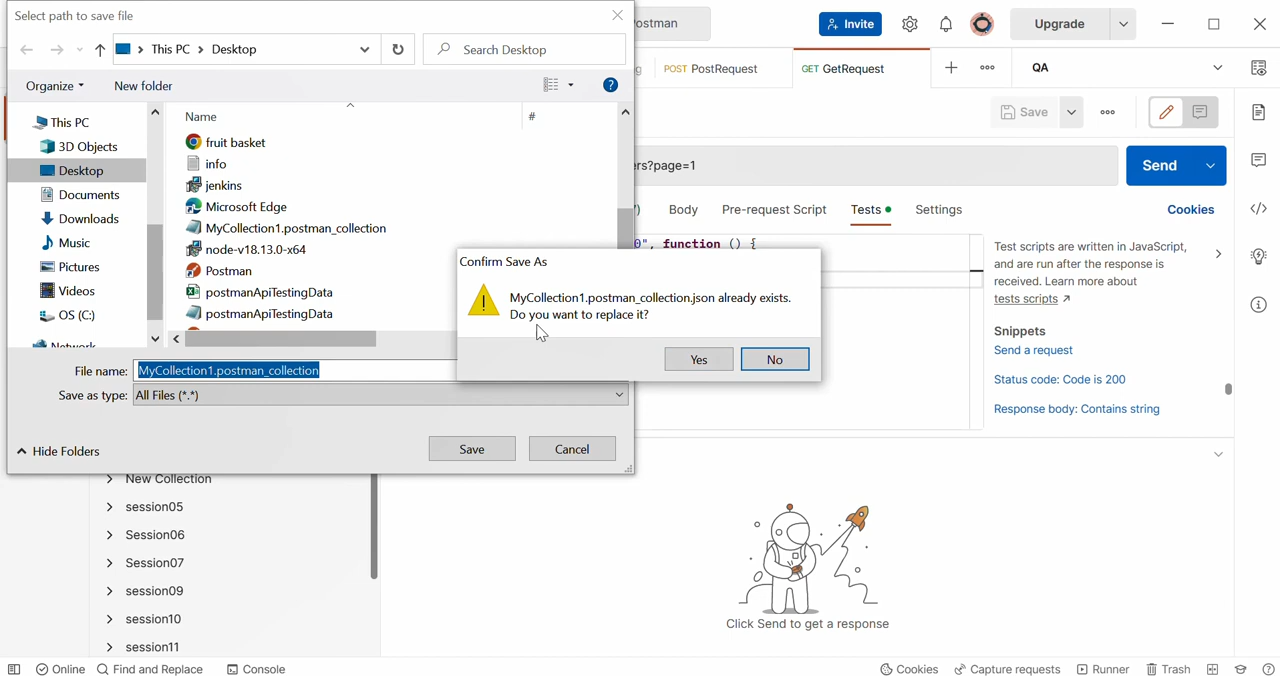 Select path to save file
This PC
Desktop
Search Desktop
Organize
New folder
This PC
3D Objects
Desktop
Documents
Downloads
Music
Pictures
Videos
OS (C:)
Network
Name
#
fruit basket
info
jenkins
Microsoft Edge
MyCollection1.postman_collection
node-v18.13.0-x64
Postman
postmanApiTestingData
postmanApiTestingData
File name:
MyCollection1.postman_collection
Save as type:
All Files (*.*)
Hide Folders
Save
Cancel
Confirm Save As
MyCollection1.postman_collection.json already exists.
Do you want to replace it?
Yes
No
Invite
Upgrade
POST PostRequest
GET GetRequest
QA
Save
?page=1
Send
Body
Pre-request Script
Tests
Settings
Cookies
0", function () {
Test scripts are written in JavaScript,
and are run after the response is
received. Learn more about
tests scripts
Snippets
Send a request
Status code: Code is 200
Response body: Contains string
New Collection
session05
Session06
Session07
session09
session10
session11
Click Send to get a response
Online
Find and Replace
Console
Cookies
Capture requests
Runner
Trash